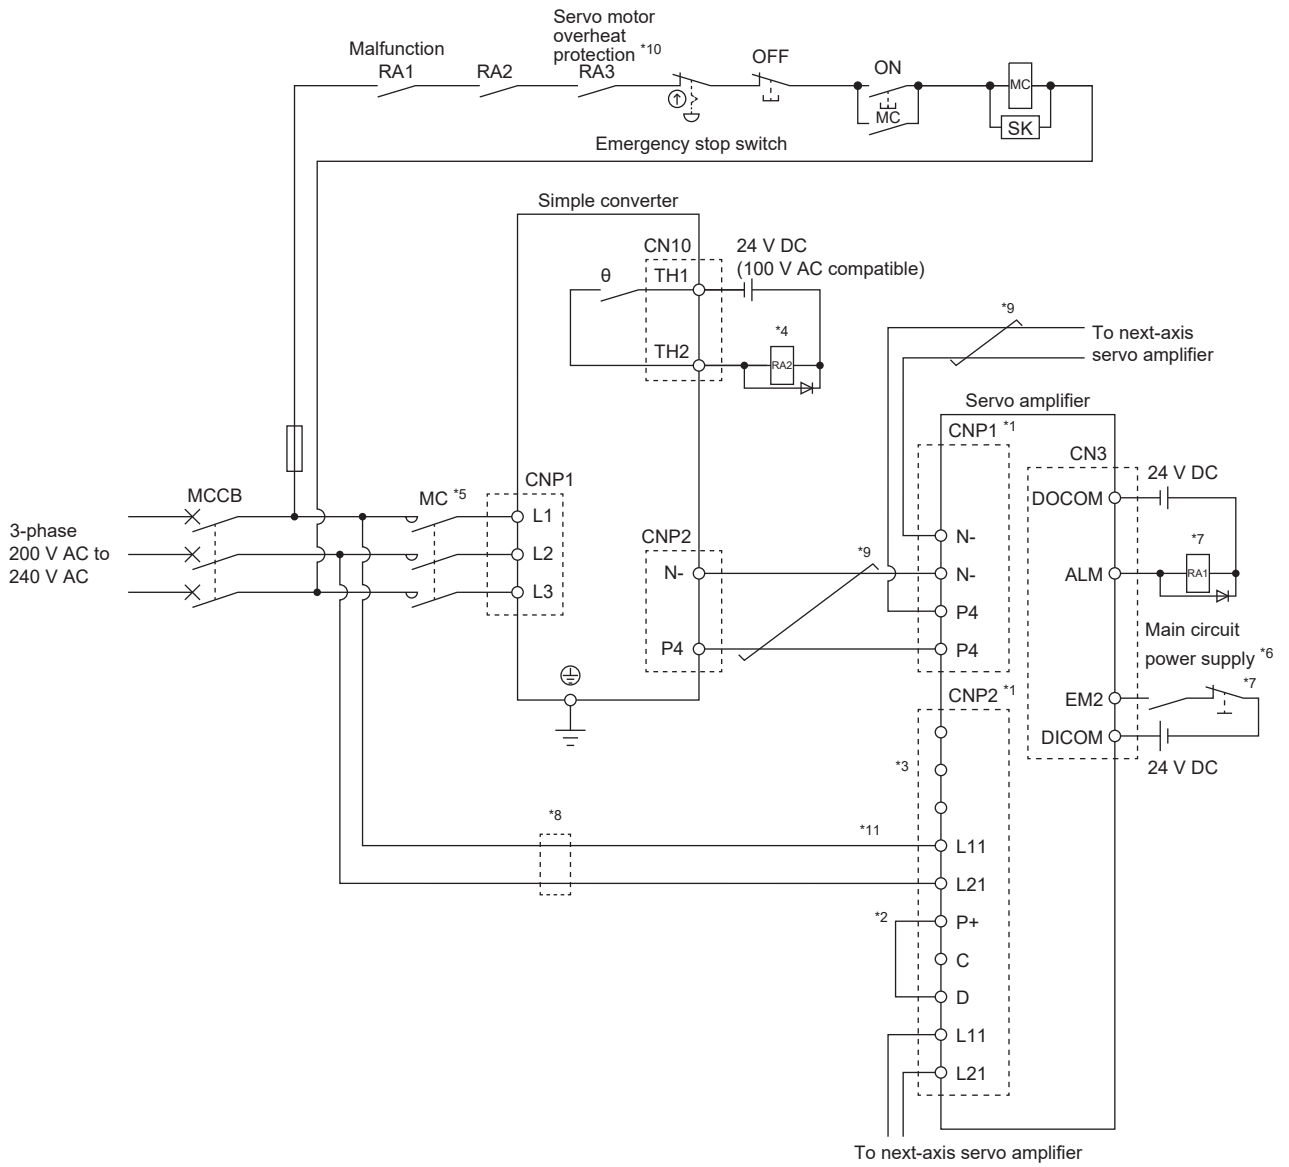 Servo motor
overheat
protection *10
Malfunction
RA1
RA2
RA3
OFF
ON
MC
MC
SK
Emergency stop switch
Simple converter
CN10
24 V DC
(100 V AC compatible)
θ
TH1
*4
TH2
RA2
*9
To next-axis
servo amplifier
Servo amplifier
CNP1 *1
CN3
24 V DC
DOCOM
MCCB
MC *5
CNP1
3-phase
200 V AC to
240 V AC
L1
L2
L3
CNP2
N-
P4
*9
N-
N-
P4
P4
*7
ALM
RA1
Main circuit
power supply *6
*7
EM2
DICOM
24 V DC
CNP2 *1
*3
*8
*11
L11
L21
*2
P+
C
D
L11
L21
To next-axis servo amplifier